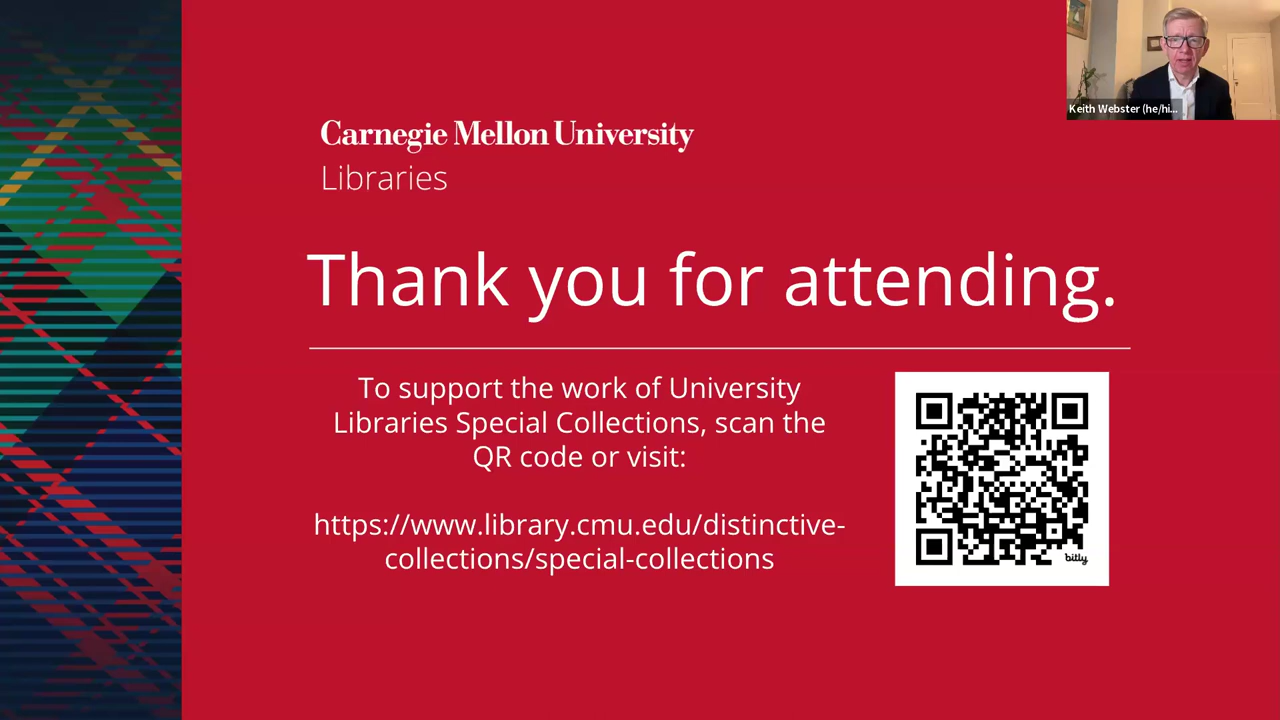 Keith Webster (he/hi...
Carnegie Mellon University
Libraries
Thank you for attending.
To support the work of University
Libraries Special Collections, scan the
QR code or visit:
https://www.library.cmu.edu/distinctive-
collections/special-collections
bitly